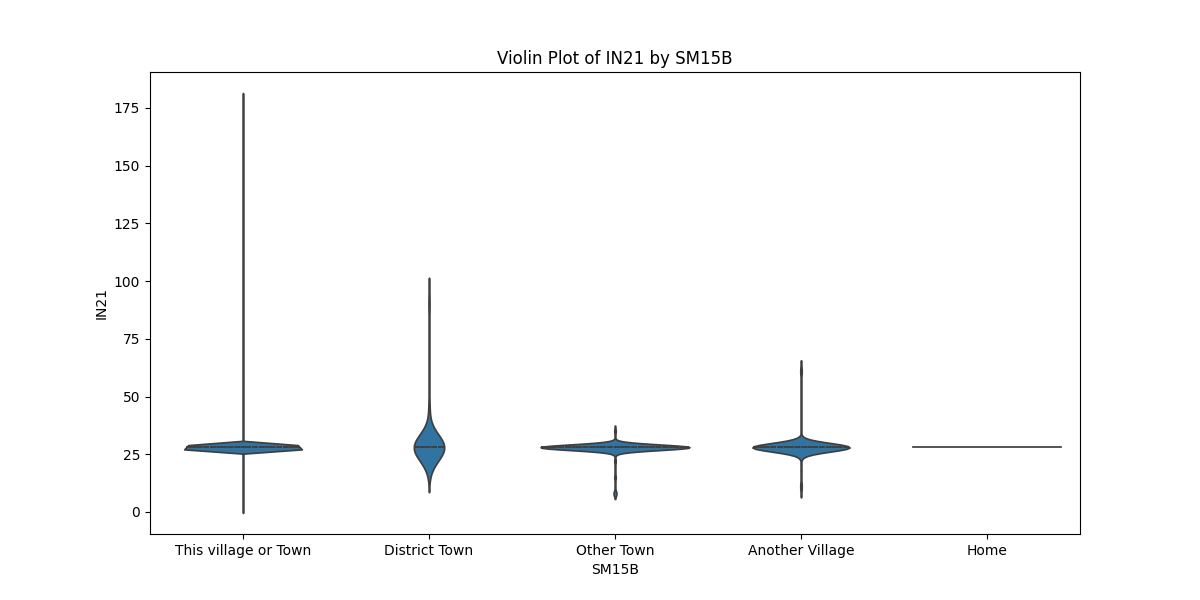 Violin Plot of IN21 by SM15B
175
150
125
100
75
50
25
0
IN21
This village or Town
District Town
Other Town
Another Village
Home
SM15B